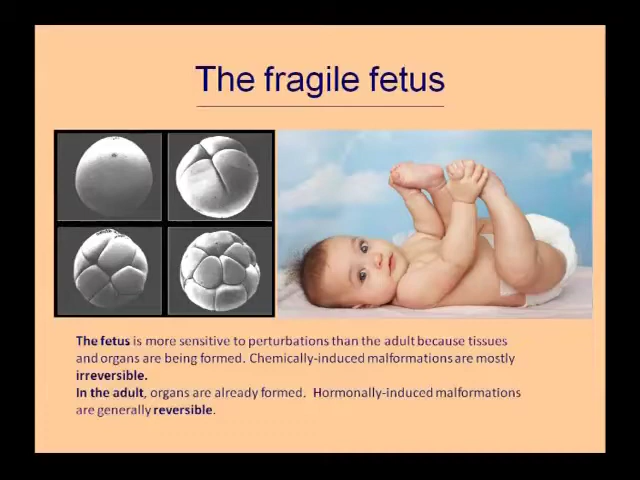 The fragile fetus
The fetus is more sensitive to perturbations than the adult because tissues
and organs are being formed. Chemically-induced malformations are mostly
irreversible.
In the adult, organs are already formed.  Hormonally-induced malformations
are generally reversible.